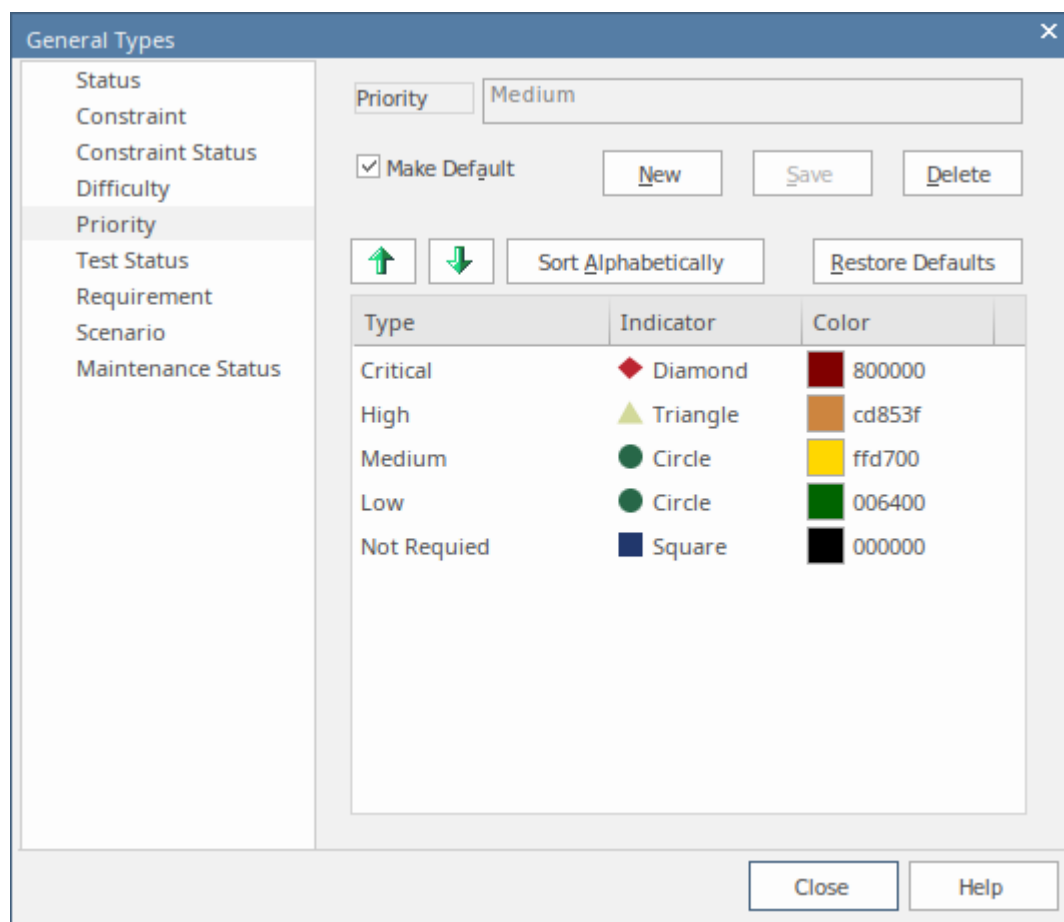 General Types
Status
Constraint
Constraint Status
Difficulty
Priority
Test Status
Requirement
Scenario
Maintenance Status
Priority Medium
Make Default New Save Delete
Sort Alphabetically Restore Defaults
Type Indicator Color
Critical Diamond 800000
High Triangle cd853f
Medium Circle ffd700
Low Circle 006400
Not Requied Square 000000
Close Help